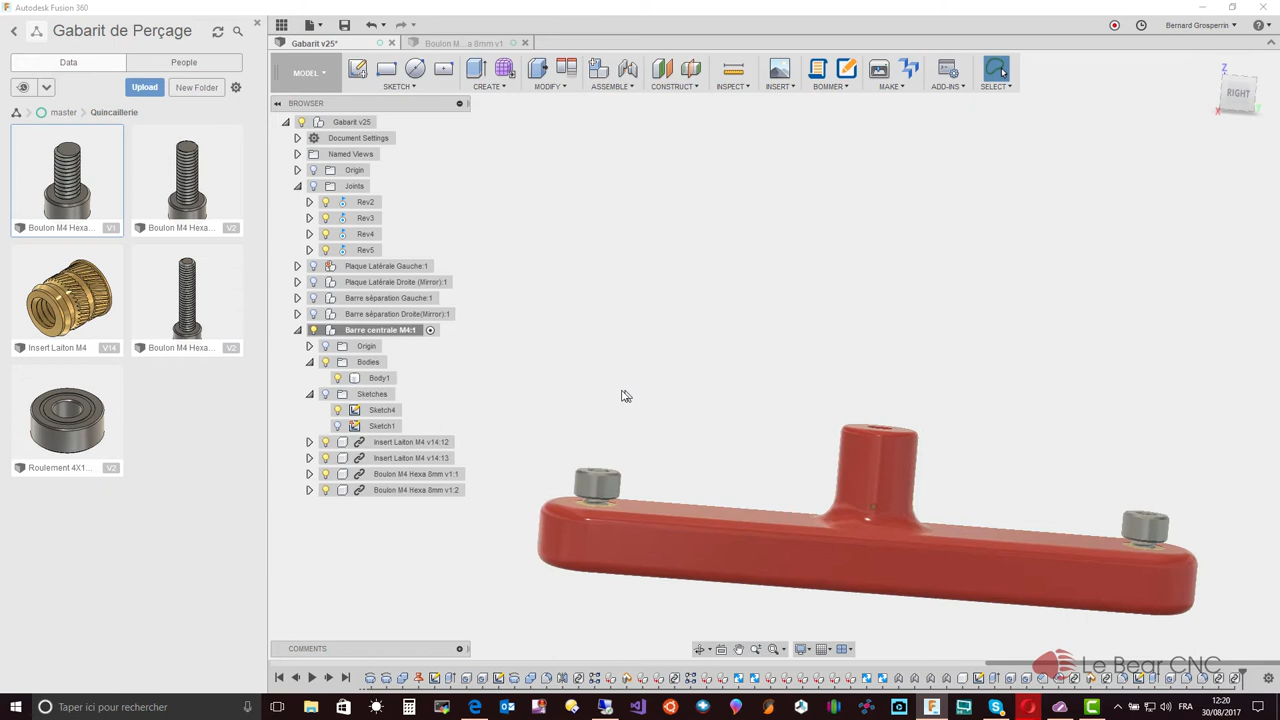 Autodesk Fusion 360
Gabarit de Perçage
Bernard Grosperrin
Data
People
Gabarit v25*
Boulon M...a 8mm v1
MODEL
SKETCH
CREATE
MODIFY
ASSEMBLE
CONSTRUCT
INSPECT
INSERT
BOMMER
MAKE
ADD-INS
SELECT
Upload
New Folder
master
Quincaillerie
Z
RIGHT
X
Y
BROWSER
Gabarit v25
Document Settings
Named Views
Origin
Joints
Rev2
Rev3
Rev4
Rev5
Plaque Latérale Gauche:1
Plaque Latérale Droite (Mirror):1
Barre séparation Gauche:1
Barre séparation Droite(Mirror):1
Barre centrale M4:1
Origin
Bodies
Body1
Sketches
Sketch4
Sketch1
Insert Laiton M4 v14:12
Insert Laiton M4 v14:13
Boulon M4 Hexa 8mm v1:1
Boulon M4 Hexa 8mm v1:2
Boulon M4 Hexa... V1
Boulon M4 Hexa... V2
Insert Laiton M4 V14
Boulon M4 Hexa... V2
Roulement 4X1... V2
COMMENTS
Le Bear CNC
Taper ici pour rechercher
FRA
12:20
30/08/2017